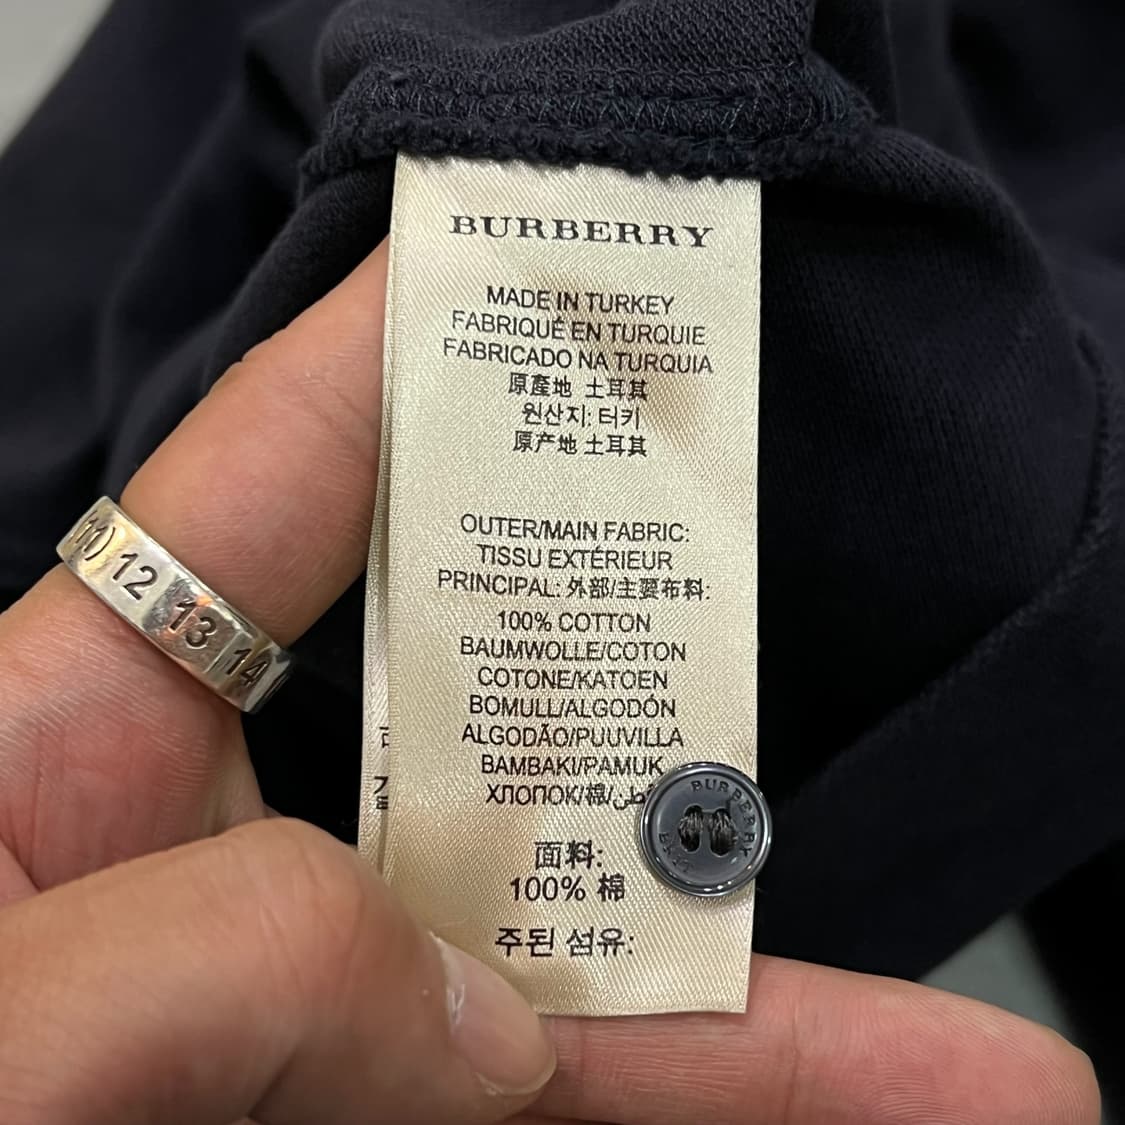 BURBERRY
MADE IN TURKEY
FABRIQUÉ EN TURQUIE
FABRICADO NA TURQUIA
原產地 土耳其
원산지: 터키
原产地 土耳其
OUTER/MAIN FABRIC:
TISSU EXTÉRIEUR
PRINCIPAL: 外部/主要布料:
100% COTTON
BAUMWOLLE/COTON
COTONE/KATOEN
BOMULL/ALGODÓN
ALGODÃO/PUUVILLA
BAMBAKI/PAMUK
ХЛОПОК/棉/
面料:
100% 棉
주된 섬유:
BURBERRY
(11) 12 13 14